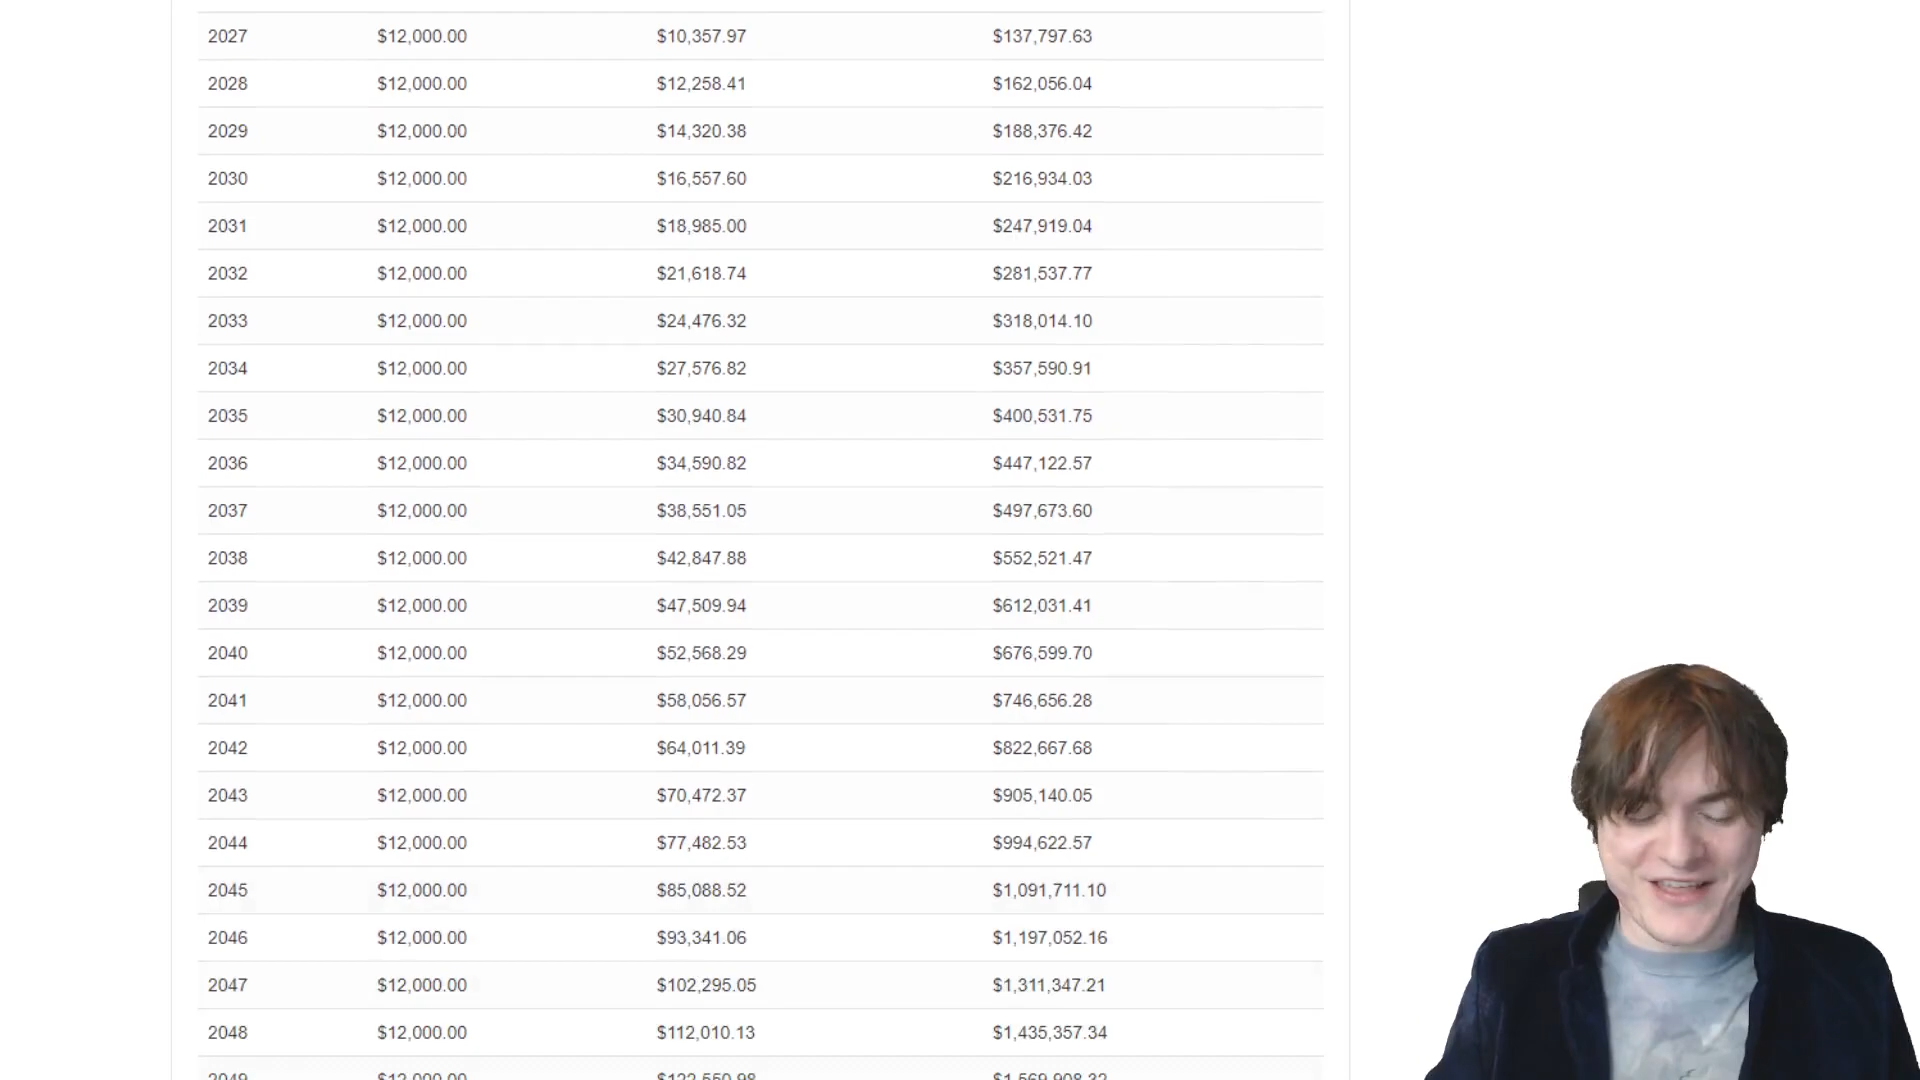 2027 $12,000.00 $10,357.97 $137,797.63
2028 $12,000.00 $12,258.41 $162,056.04
2029 $12,000.00 $14,320.38 $188,376.42
2030 $12,000.00 $16,557.60 $216,934.03
2031 $12,000.00 $18,985.00 $247,919.04
2032 $12,000.00 $21,618.74 $281,537.77
2033 $12,000.00 $24,476.32 $318,014.10
2034 $12,000.00 $27,576.82 $357,590.91
2035 $12,000.00 $30,940.84 $400,531.75
2036 $12,000.00 $34,590.82 $447,122.57
2037 $12,000.00 $38,551.05 $497,673.60
2038 $12,000.00 $42,847.88 $552,521.47
2039 $12,000.00 $47,509.94 $612,031.41
2040 $12,000.00 $52,568.29 $676,599.70
2041 $12,000.00 $58,056.57 $746,656.28
2042 $12,000.00 $64,011.39 $822,667.68
2043 $12,000.00 $70,472.37 $905,140.05
2044 $12,000.00 $77,482.53 $994,622.57
2045 $12,000.00 $85,088.52 $1,091,711.10
2046 $12,000.00 $93,341.06 $1,197,052.16
2047 $12,000.00 $102,295.05 $1,311,347.21
2048 $12,000.00 $112,010.13 $1,435,357.34
2049 $12,000.00 $122,550.98 $1,569,908.32